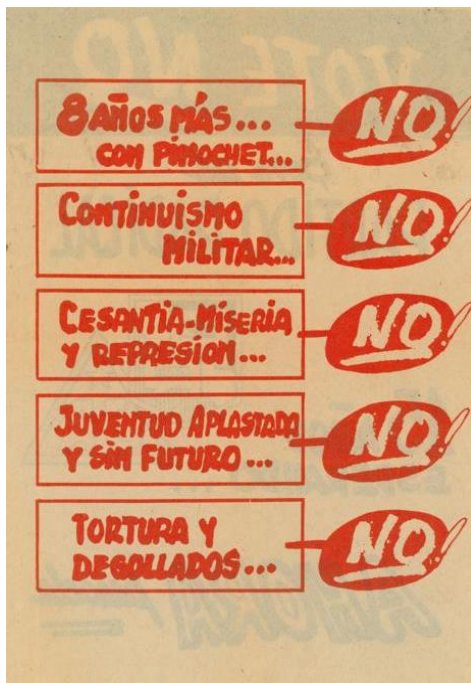 8 AÑOS MÁS...
CON PINOCHET...
NO!
CONTINUISMO
MILITAR...
NO!
CESANTIA-MISERIA
Y REPRESION...
NO!
JUVENTUD APLASTADA
Y SIN FUTURO...
NO!
TORTURA Y
DEGOLLADOS...
NO!